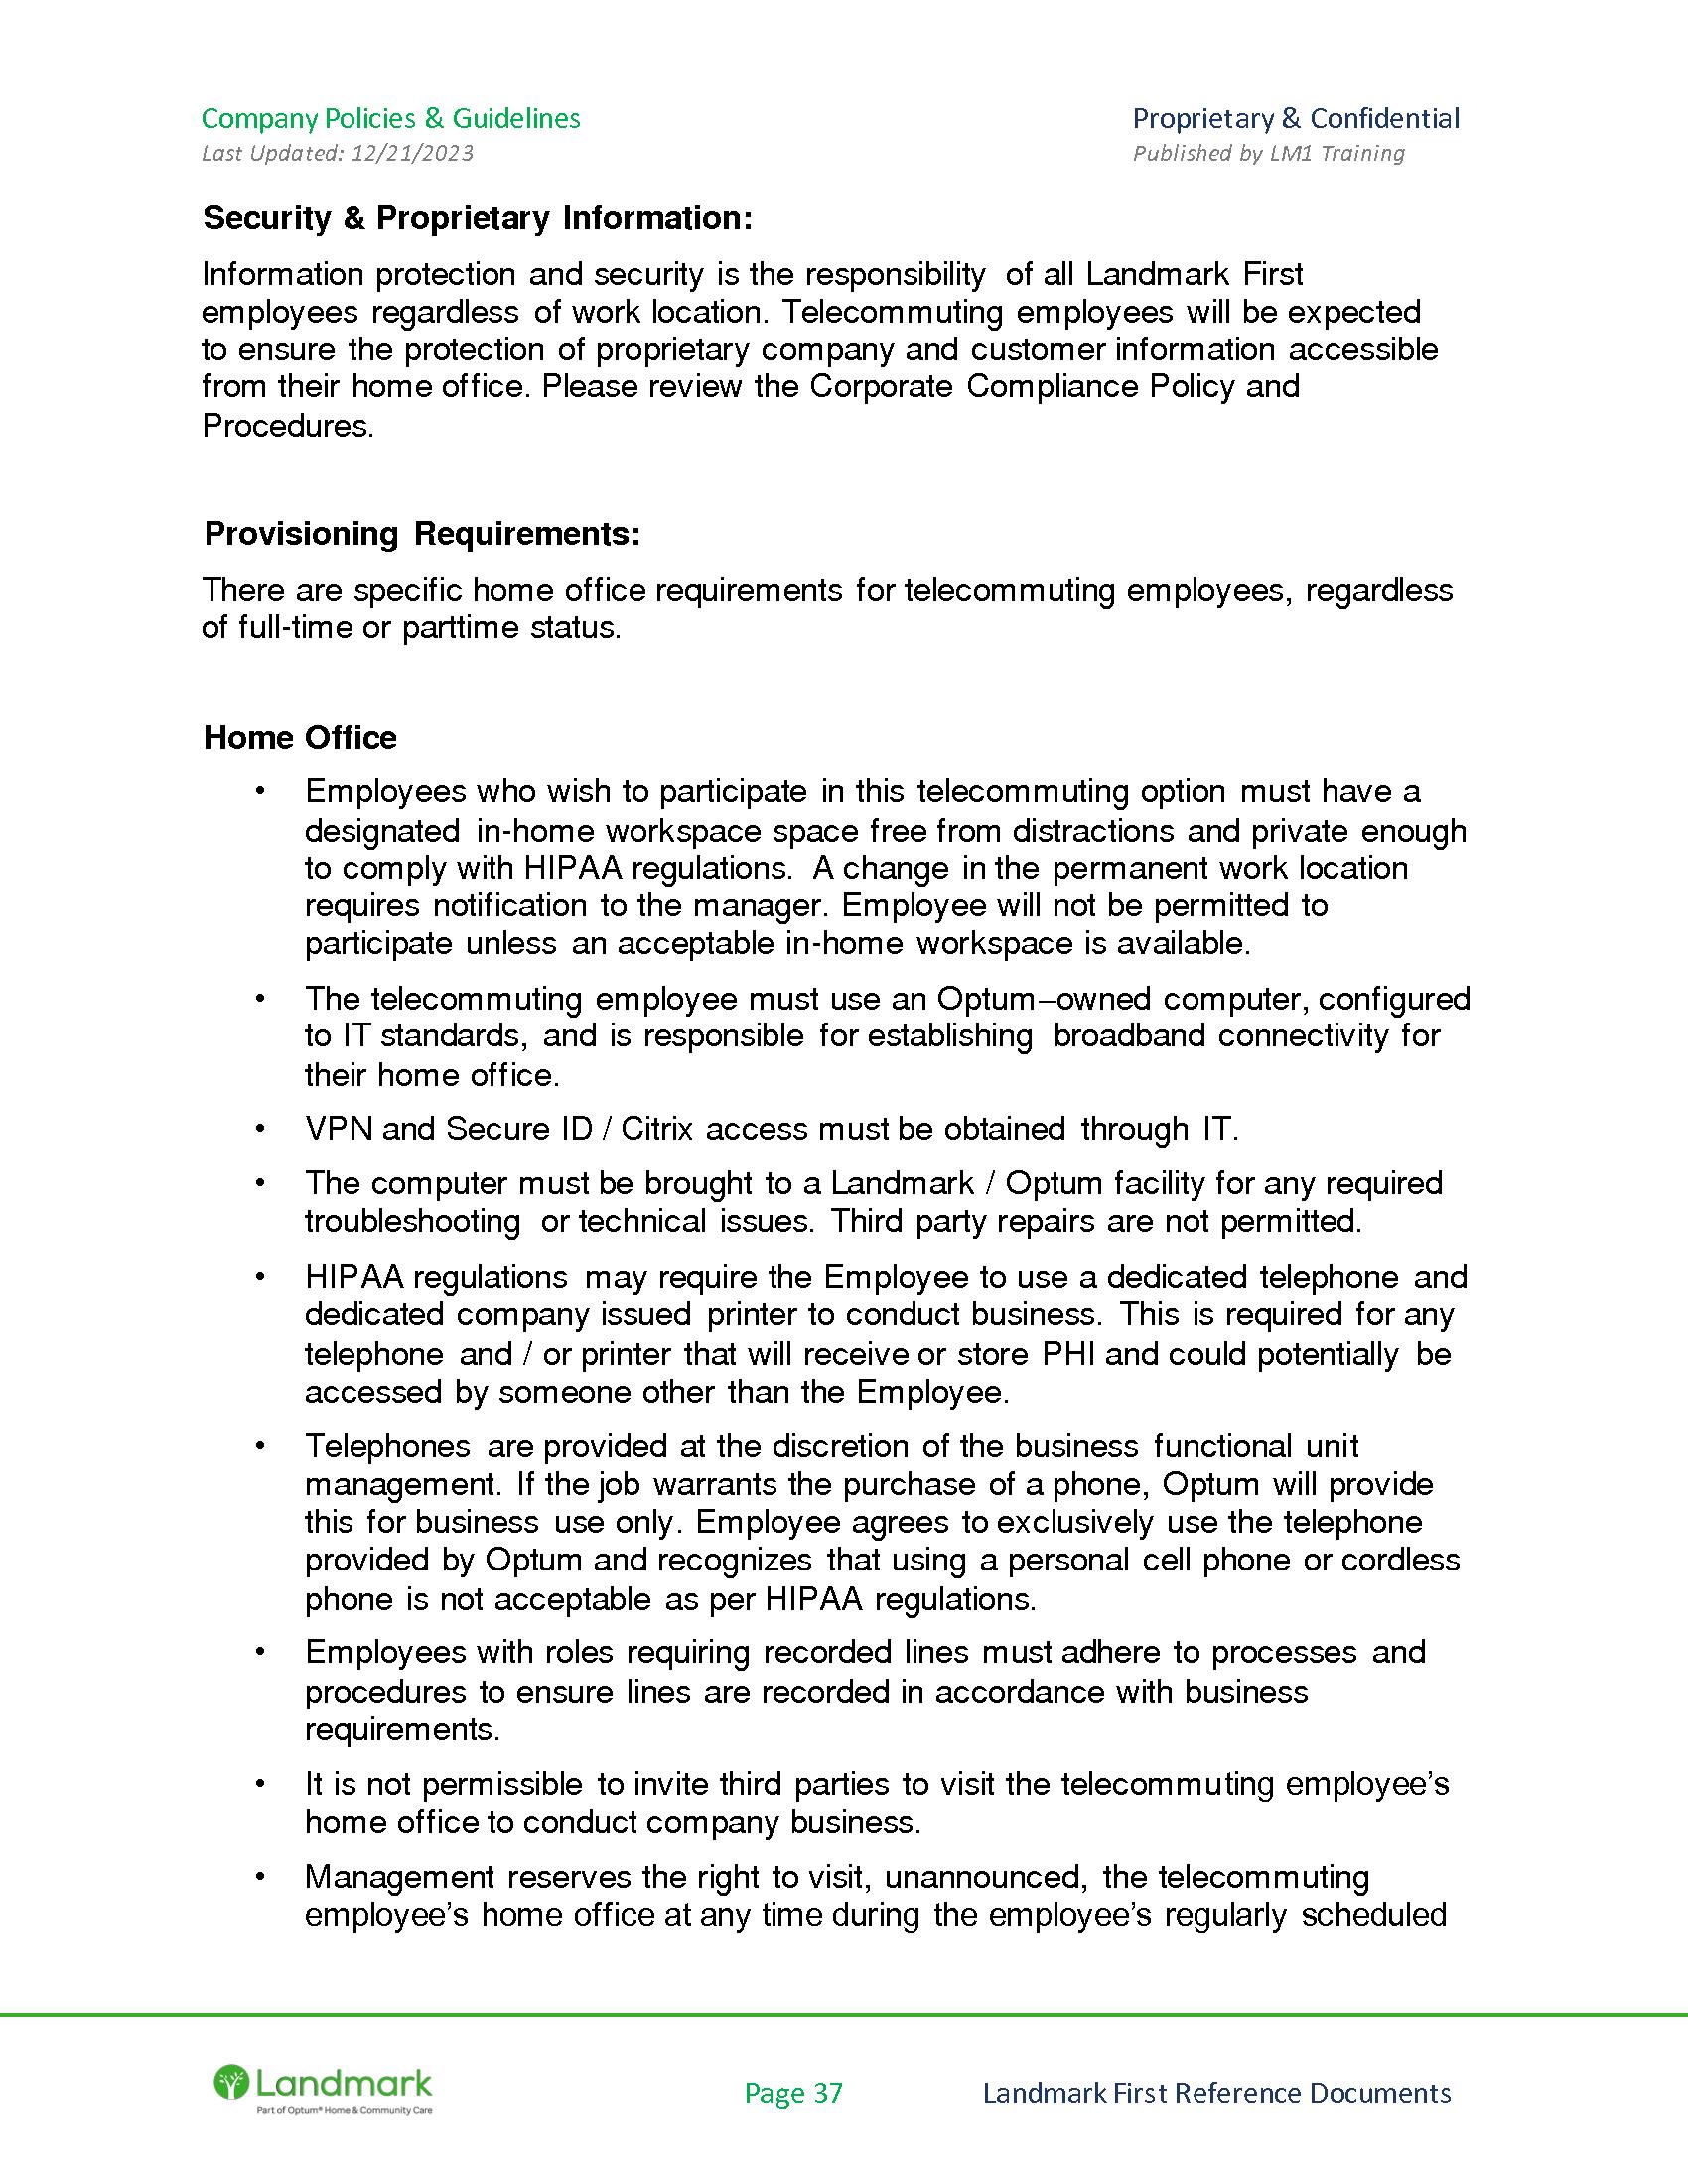 Company Policies & Guidelines
Proprietary & Confidential
Last Updated: 12/21/2023
Published by LM1 Training
Security & Proprietary Information:
Information protection and security is the responsibility of all Landmark First
employees regardless of work location. Telecommuting employees will be expected
to ensure the protection of proprietary company and customer information accessible
from their home office. Please review the Corporate Compliance Policy and
Procedures.
Provisioning Requirements:
There are specific home office requirements for telecommuting employees, regardless
of full-time or parttime status.
Home Office
• Employees who wish to participate in this telecommuting option must have a
designated in-home workspace space free from distractions and private enough
to comply with HIPAA regulations. A change in the permanent work location
requires notification to the manager. Employee will not be permitted to
participate unless an acceptable in-home workspace is available.
• The telecommuting employee must use an Optum–owned computer, configured
to IT standards, and is responsible for establishing broadband connectivity for
their home office.
• VPN and Secure ID / Citrix access must be obtained through IT.
• The computer must be brought to a Landmark / Optum facility for any required
troubleshooting or technical issues. Third party repairs are not permitted.
• HIPAA regulations may require the Employee to use a dedicated telephone and
dedicated company issued printer to conduct business. This is required for any
telephone and / or printer that will receive or store PHI and could potentially be
accessed by someone other than the Employee.
• Telephones are provided at the discretion of the business functional unit
management. If the job warrants the purchase of a phone, Optum will provide
this for business use only. Employee agrees to exclusively use the telephone
provided by Optum and recognizes that using a personal cell phone or cordless
phone is not acceptable as per HIPAA regulations.
• Employees with roles requiring recorded lines must adhere to processes and
procedures to ensure lines are recorded in accordance with business
requirements.
• It is not permissible to invite third parties to visit the telecommuting employee’s
home office to conduct company business.
• Management reserves the right to visit, unannounced, the telecommuting
employee’s home office at any time during the employee’s regularly scheduled
Landmark
Part of Optum® Home & Community Care
Page 37
Landmark First Reference Documents